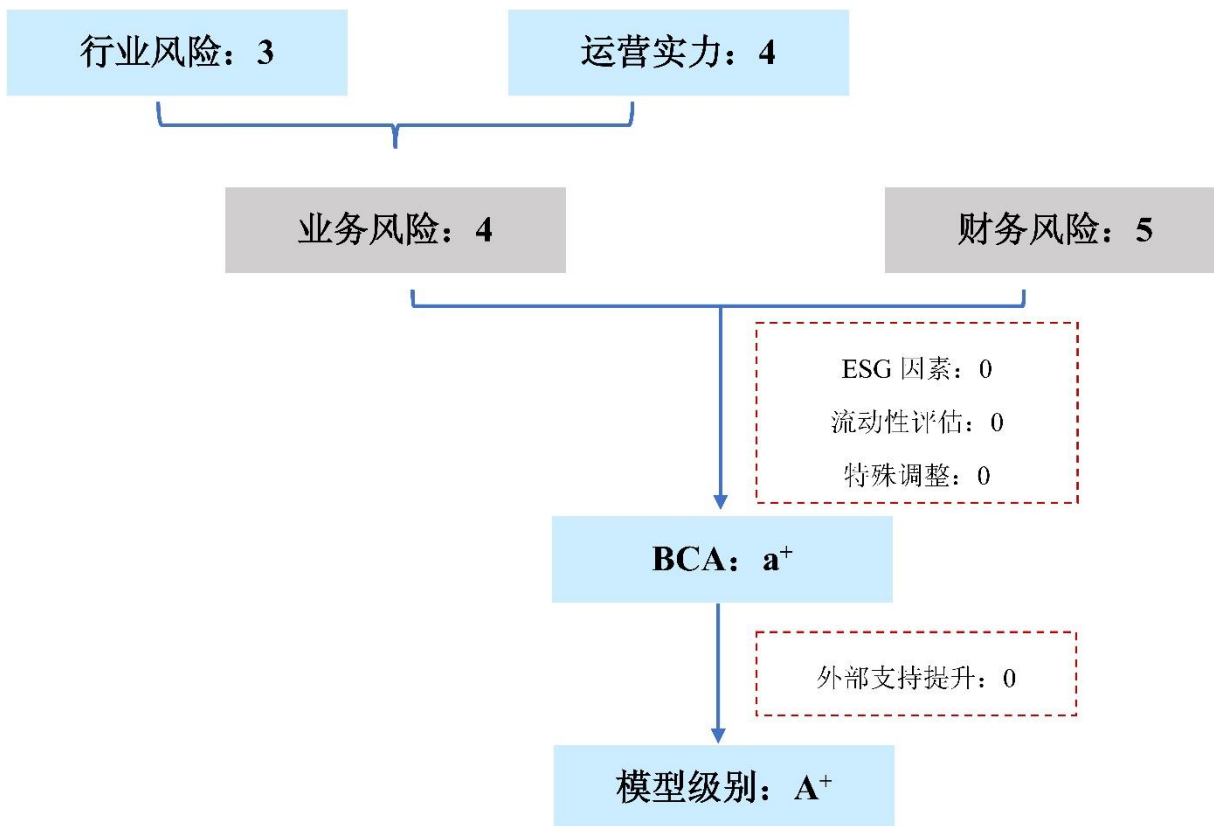 行业风险：3
运营实力：4
业务风险：4
财务风险：5
ESG 因素：0
流动性评估：0
特殊调整：0
BCA：a⁺
外部支持提升：0
模型级别：A⁺